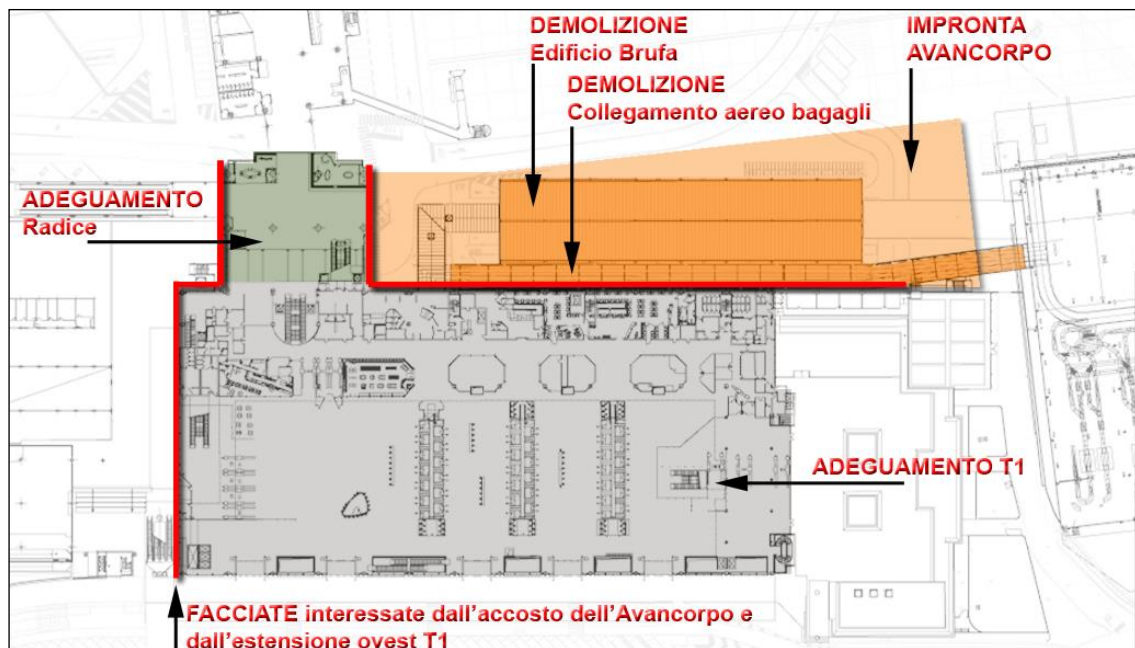 DEMOLIZIONE
Edificio Brufa
IMPRONTA
AVANCORPO
DEMOLIZIONE
Collegamento aereo bagagli
ADEGUAMENTO
Radice
ADEGUAMENTO T1
FACCIATE interessate dall'accosto dell'Avancorpo e
dall'estensione ovest T1